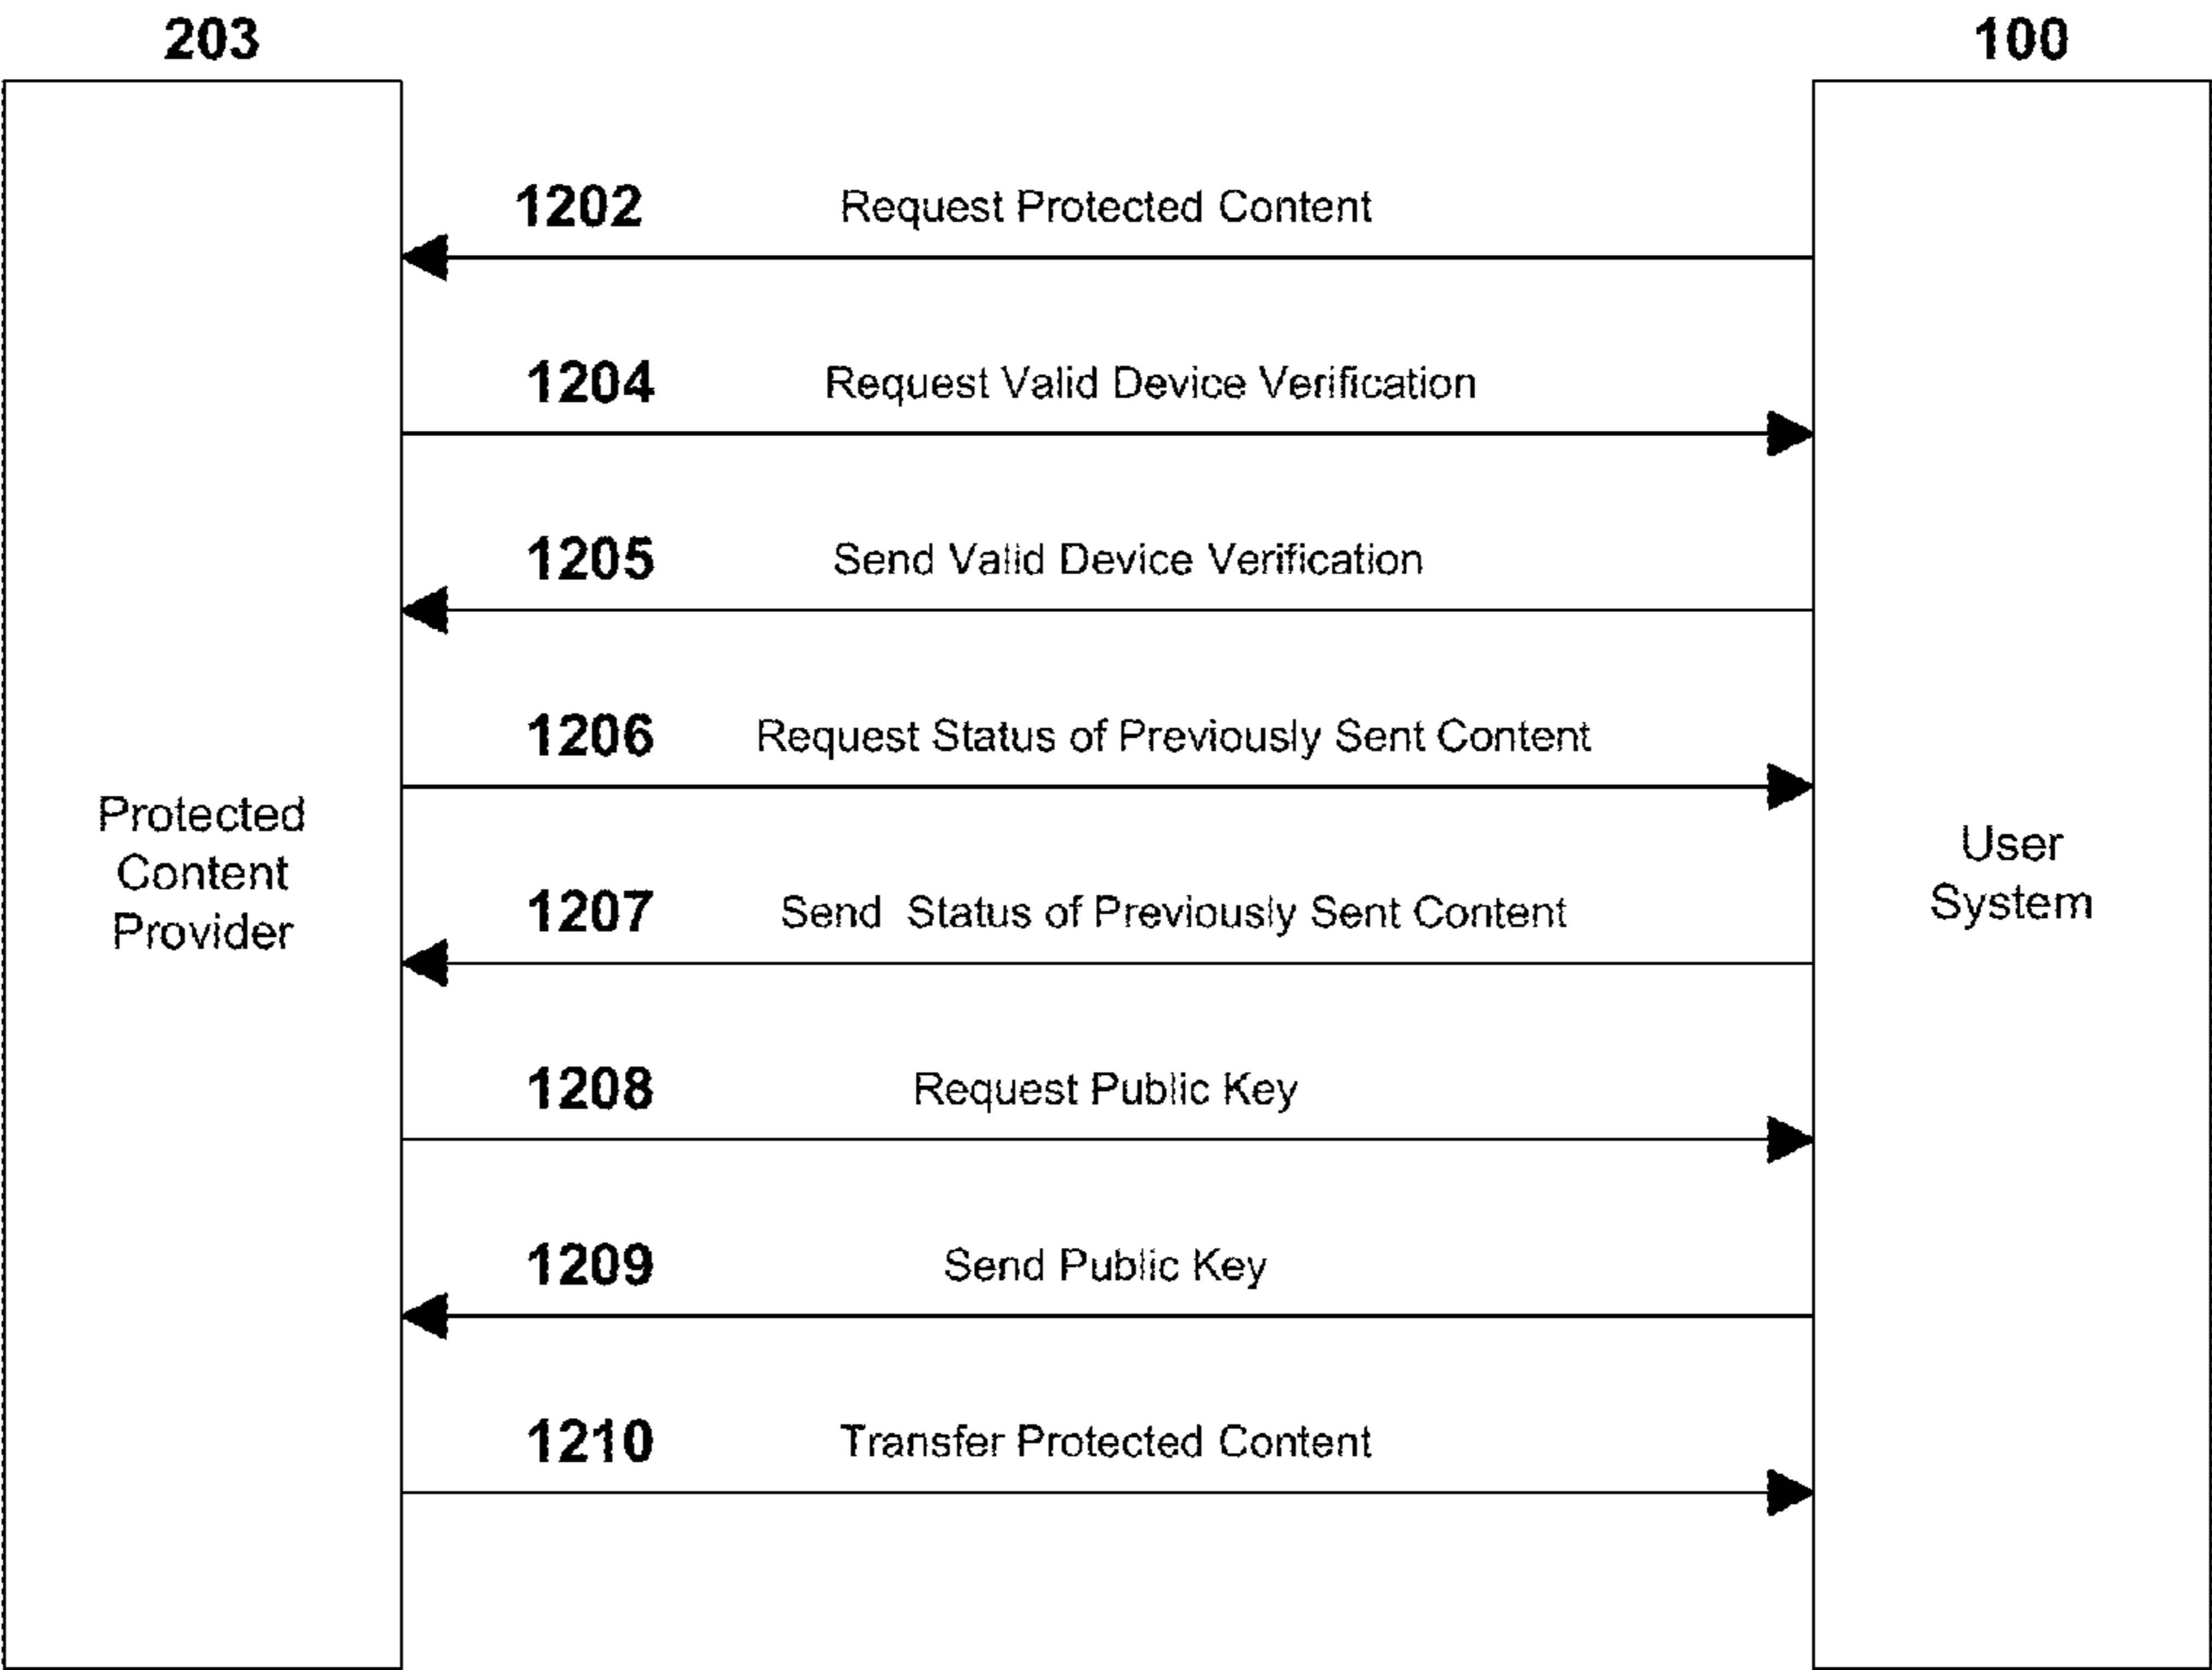 203
100
1202 Request Protected Content
1204 Request Valid Device Verification
1205 Send Valid Device Verification
1206 Request Status of Previously Sent Content
Protected
Content
Provider
User
System
1207 Send Status of Previously Sent Content
1208 Request Public Key
1209 Send Public Key
1210 Transfer Protected Content